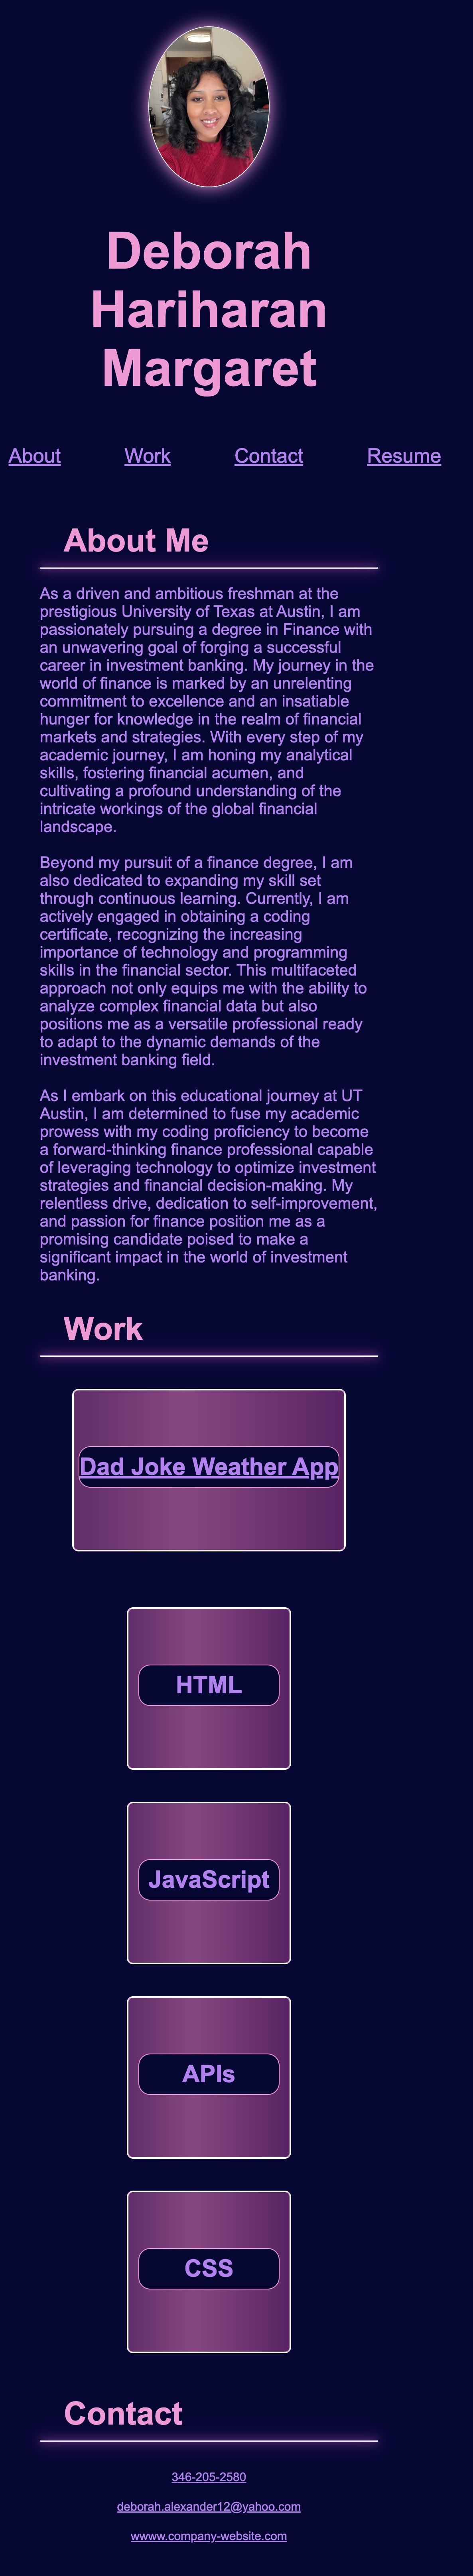 Deborah
Hariharan
Margaret
About Work Contact Resume
About Me
As a driven and ambitious freshman at the
prestigious University of Texas at Austin, I am
passionately pursuing a degree in Finance with
an unwavering goal of forging a successful
career in investment banking. My journey in the
world of finance is marked by an unrelenting
commitment to excellence and an insatiable
hunger for knowledge in the realm of financial
markets and strategies. With every step of my
academic journey, I am honing my analytical
skills, fostering financial acumen, and
cultivating a profound understanding of the
intricate workings of the global financial
landscape.
Beyond my pursuit of a finance degree, I am
also dedicated to expanding my skill set
through continuous learning. Currently, I am
actively engaged in obtaining a coding
certificate, recognizing the increasing
importance of technology and programming
skills in the financial sector. This multifaceted
approach not only equips me with the ability to
analyze complex financial data but also
positions me as a versatile professional ready
to adapt to the dynamic demands of the
investment banking field.
As I embark on this educational journey at UT
Austin, I am determined to fuse my academic
prowess with my coding proficiency to become
a forward-thinking finance professional capable
of leveraging technology to optimize investment
strategies and financial decision-making. My
relentless drive, dedication to self-improvement,
and passion for finance position me as a
promising candidate poised to make a
significant impact in the world of investment
banking.
Work
Dad Joke Weather App
HTML
JavaScript
APIs
CSS
Contact
346-205-2580
deborah.alexander12@yahoo.com
wwww.company-website.com